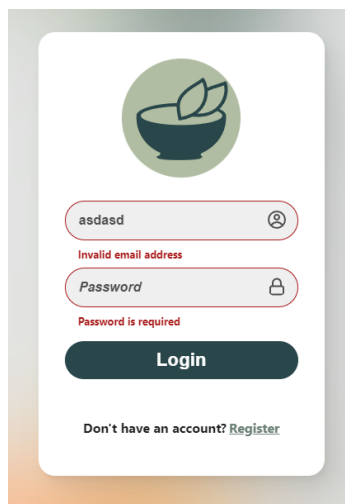 asdasd
Invalid email address
Password
Password is required
Login
Don't have an account? Register